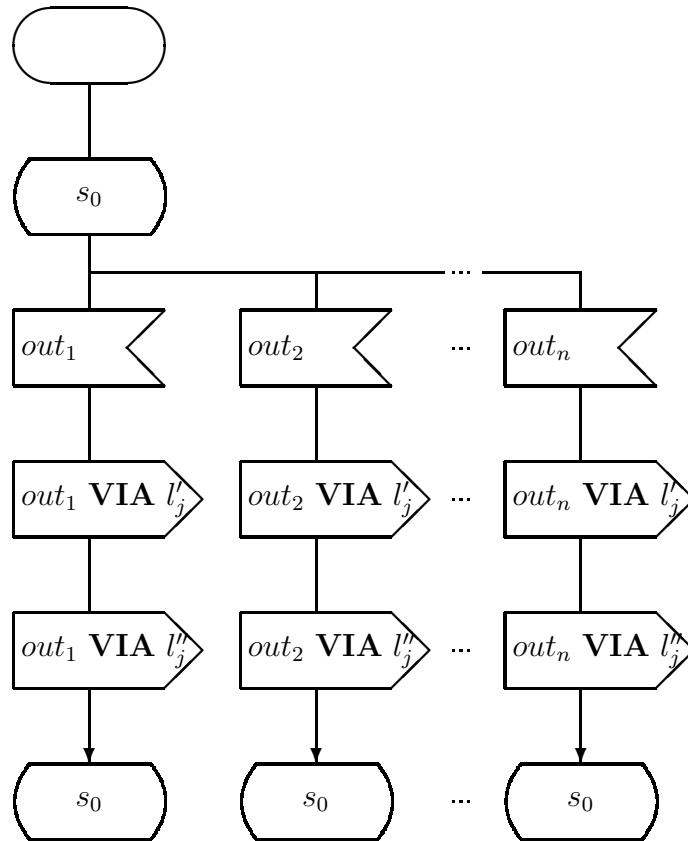 s₀
...
out₁ out₂ ... outₙ
out₁ VIA l′ⱼ out₂ VIA l′ⱼ ... outₙ VIA l′ⱼ
out₁ VIA l″ⱼ out₂ VIA l″ⱼ ... outₙ VIA l″ⱼ
s₀ s₀ ... s₀